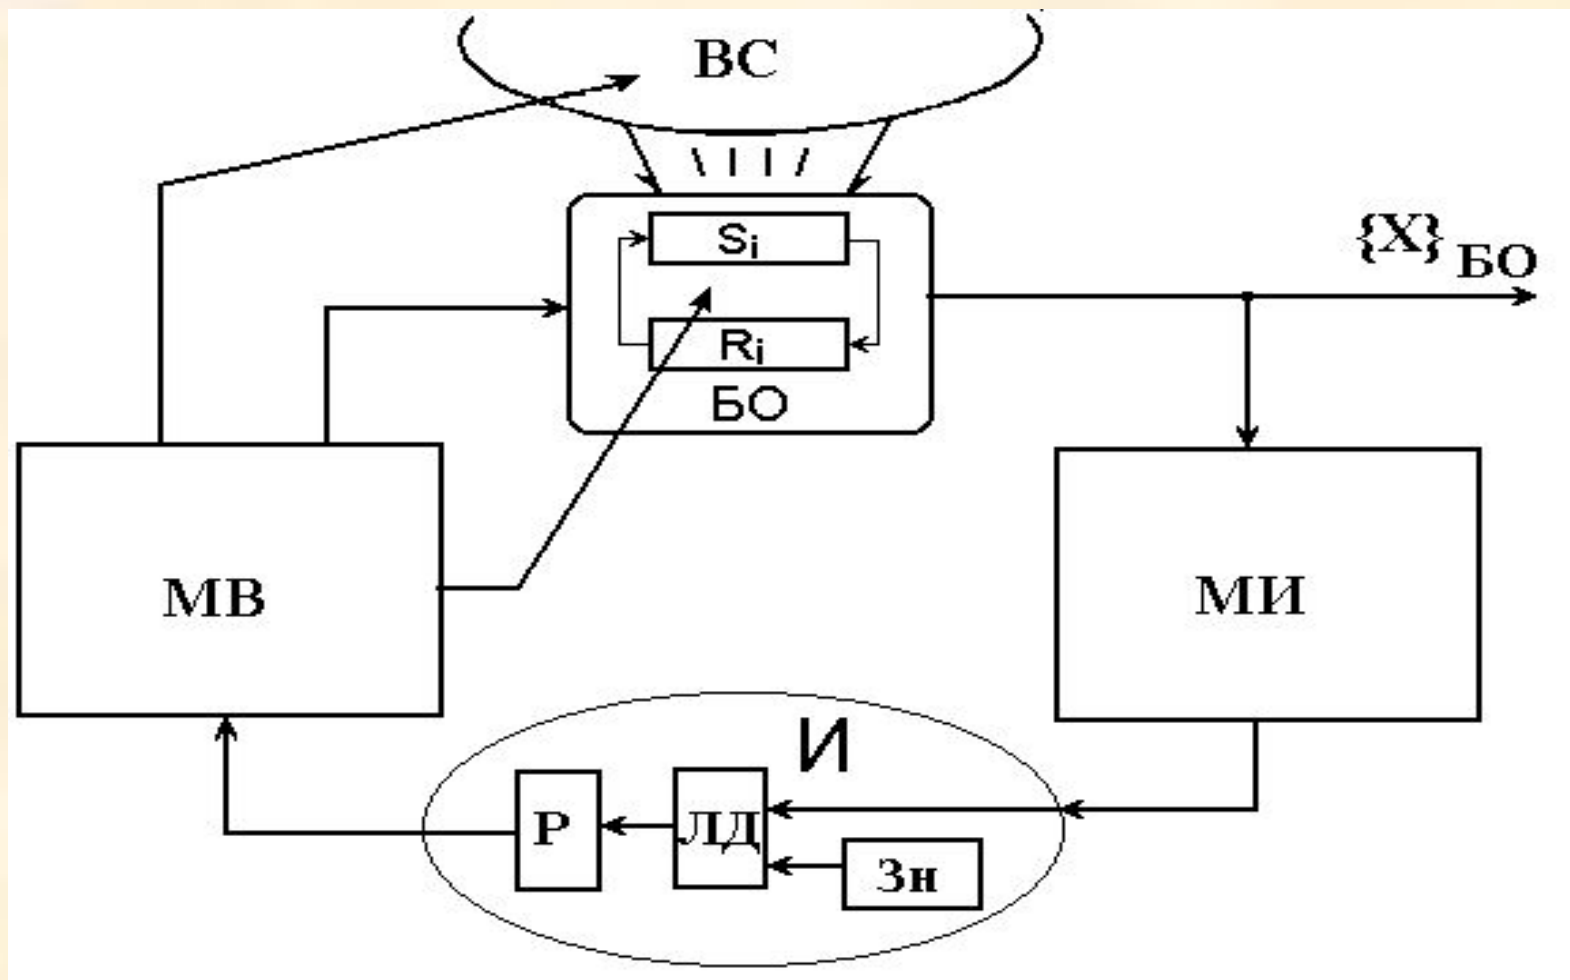 ВС
Si
{X} БО
Ri
БО
МВ
МИ
И
Р
ЛД
Зн